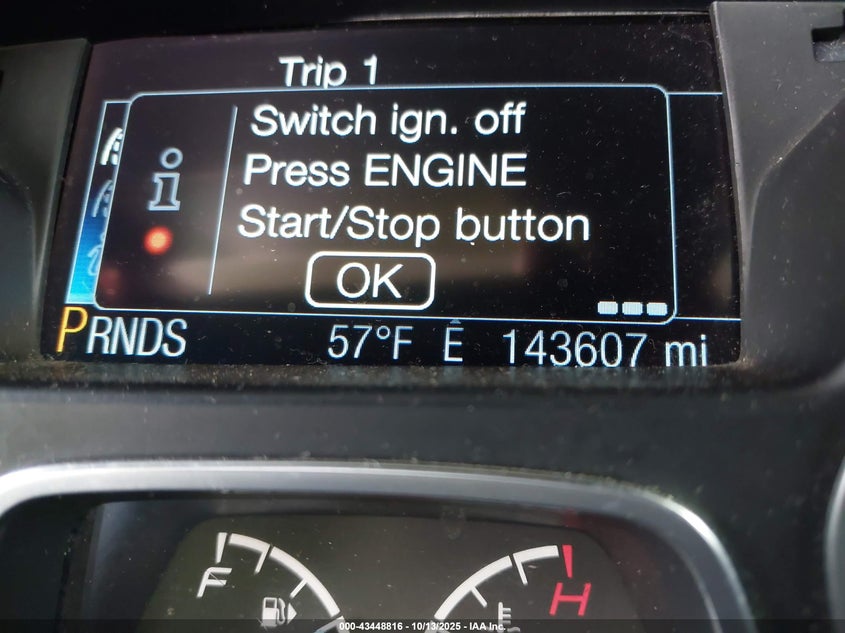 Trip 1
Switch ign. off
Press ENGINE
Start/Stop button
OK
PRNDS 57°F Ê 143607 mi
F H
000-43448816 - 10/13/2025 - IAA Inc.